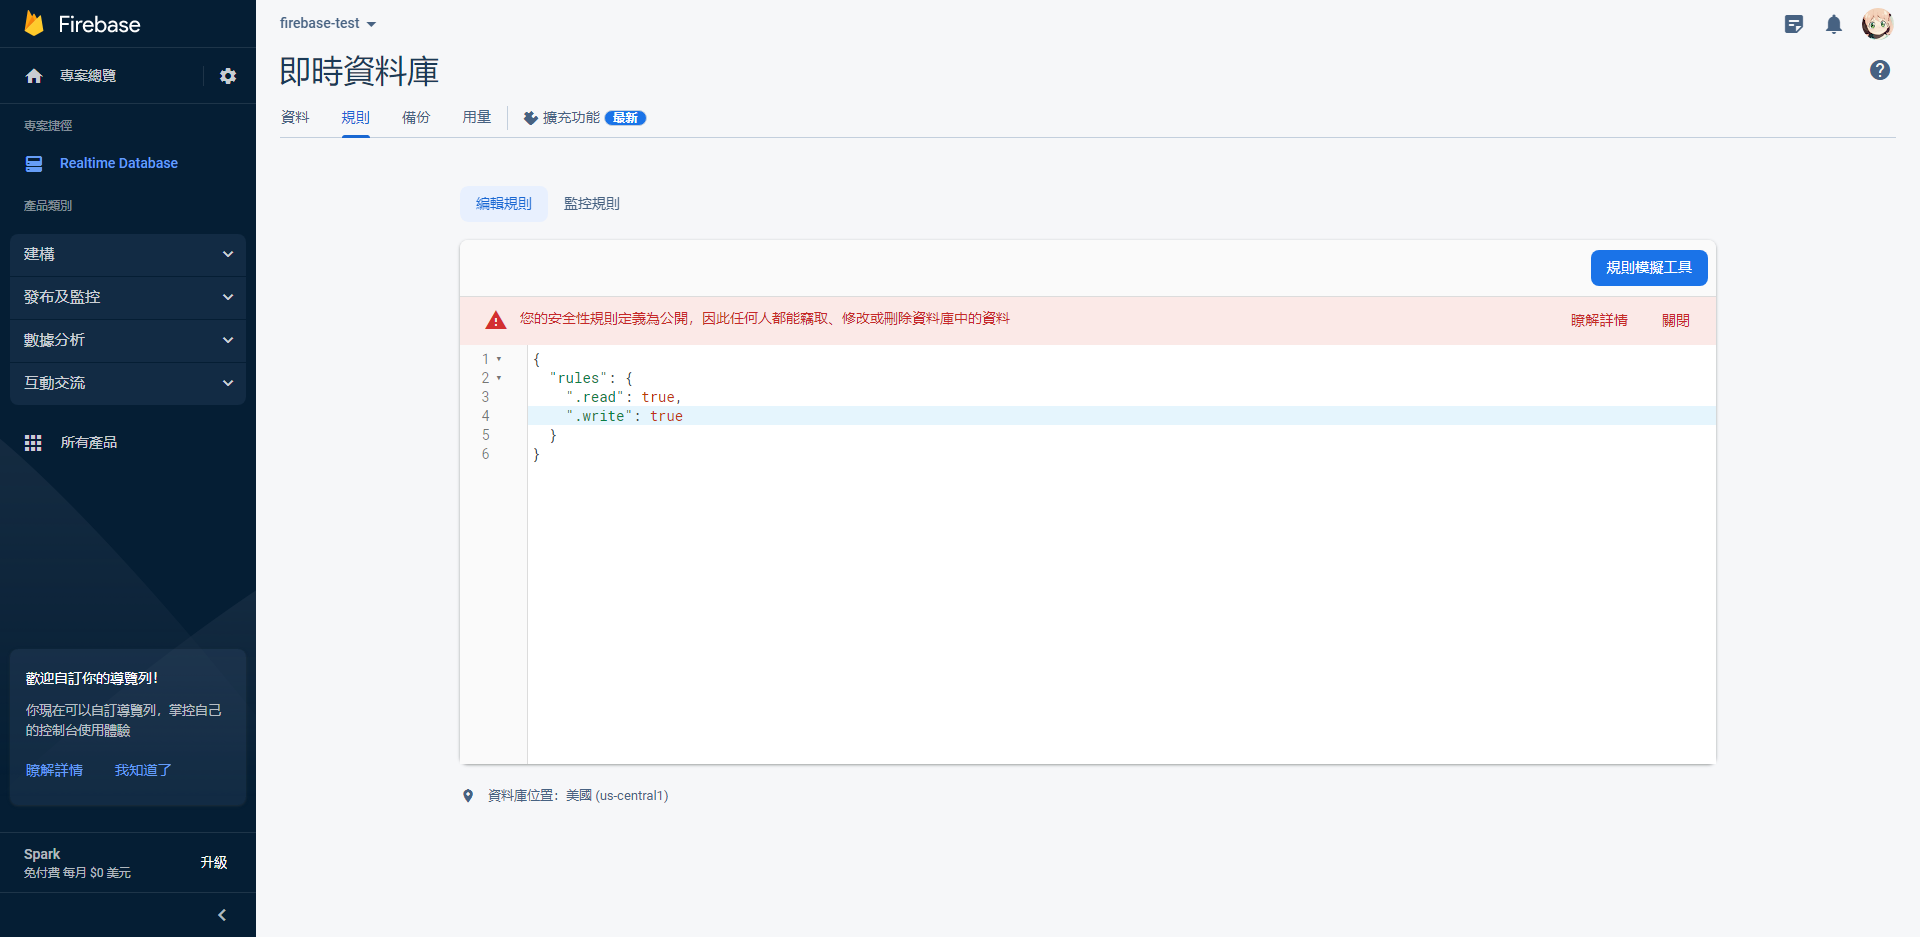 Firebase
專案總覽
專案捷徑
Realtime Database
產品類別
建構
發布及監控
數據分析
互動交流
所有產品
歡迎自訂你的導覽列！
你現在可以自訂導覽列，掌控自己
的控制台使用體驗
瞭解詳情 我知道了
Spark
免付費 每月 $0 美元
升級
firebase-test
即時資料庫
資料 規則 備份 用量 擴充功能 最新
編輯規則 監控規則
規則模擬工具
您的安全性規則定義為公開，因此任何人都能竊取、修改或刪除資料庫中的資料 瞭解詳情 關閉
1 {
2 "rules": {
3 ".read": true,
4 ".write": true
5 }
6 }
資料庫位置：美國 (us-central1)